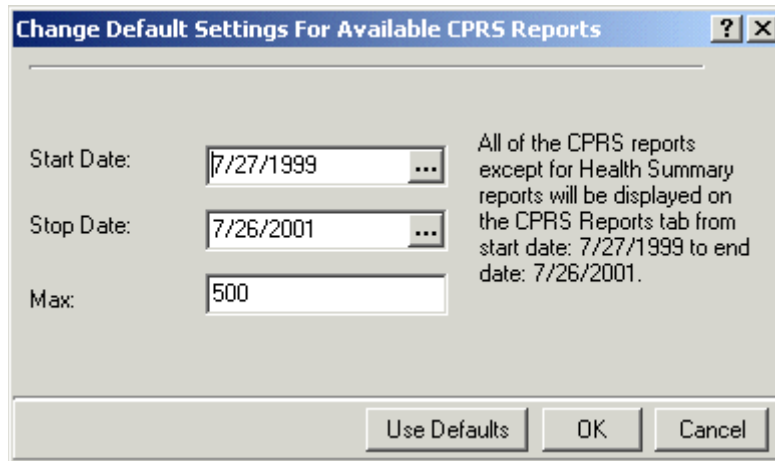 Change Default Settings For Available CPRS Reports
Start Date:
7/27/1999
...
Stop Date:
7/26/2001
...
Max:
500
All of the CPRS reports
except for Health Summary
reports will be displayed on
the CPRS Reports tab from
start date: 7/27/1999 to end
date: 7/26/2001.
Use Defaults
OK
Cancel